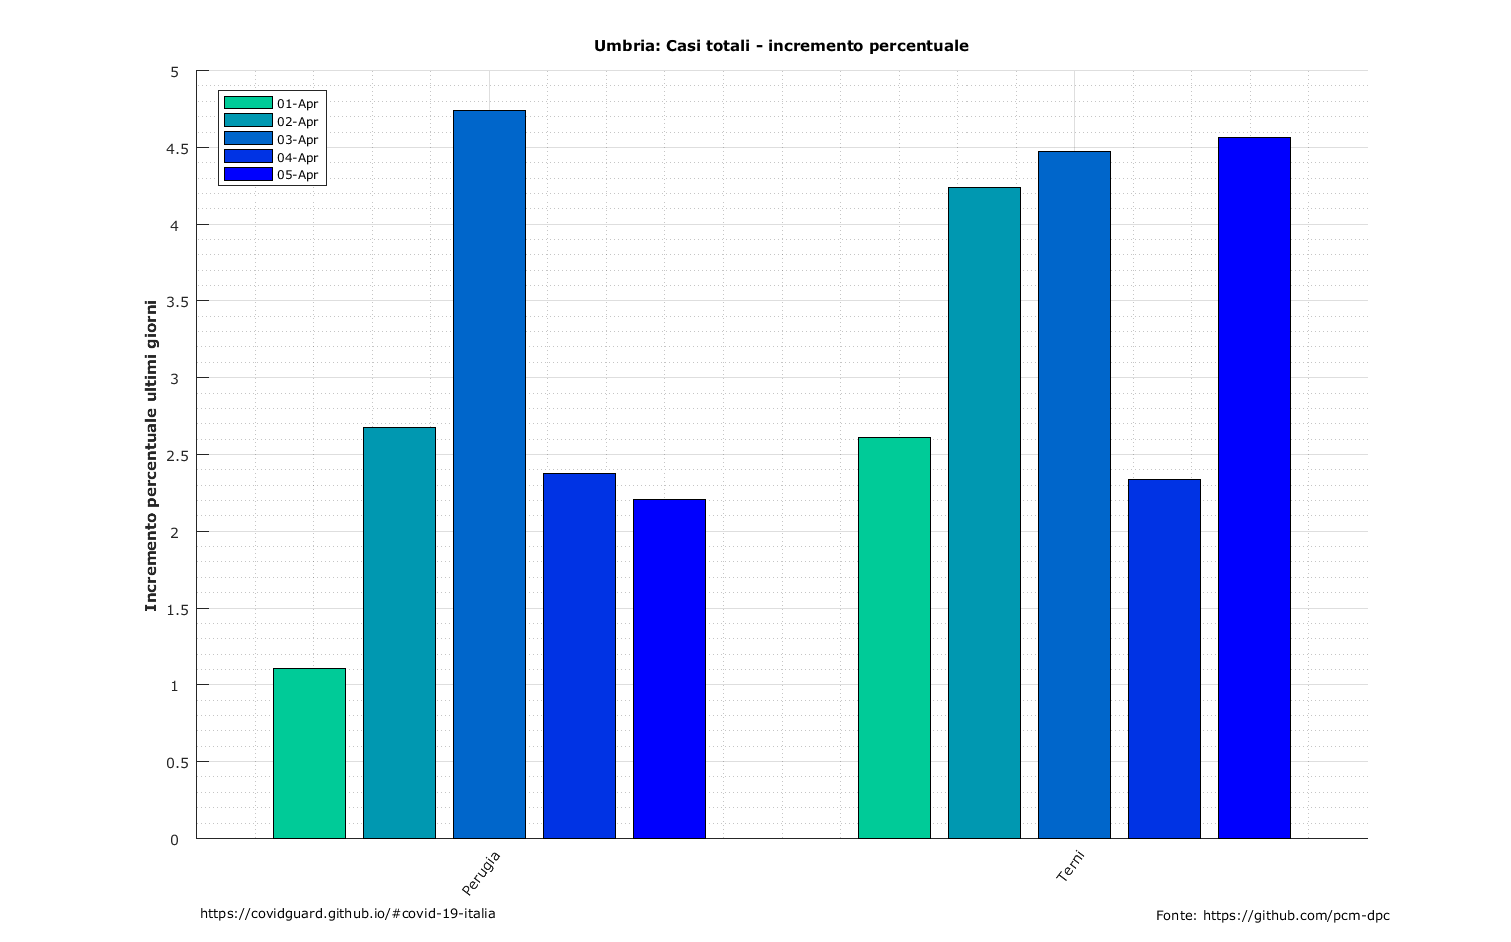 Umbria: Casi totali - incremento percentuale
5
4.5
4
3.5
3
2.5
2
1.5
1
0.5
0
Incremento percentuale ultimi giorni
01-Apr
02-Apr
03-Apr
04-Apr
05-Apr
Perugia
Terni
https://covidguard.github.io/#covid-19-italia
Fonte: https://github.com/pcm-dpc